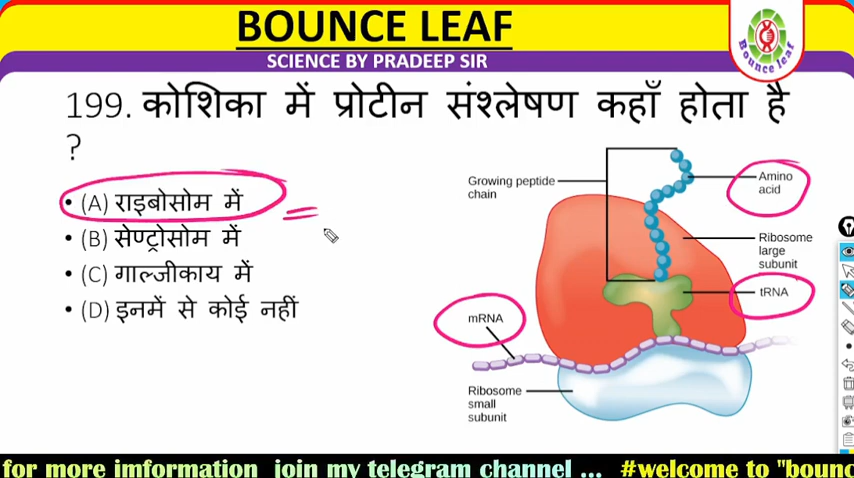 BOUNCE LEAF
SCIENCE BY PRADEEP SIR
Bounce leaf
199. कोशिका में प्रोटीन संश्लेषण कहाँ होता है
?
• (A) राइबोसोम में
• (B) सेण्ट्रोसोम में
• (C) गाल्जीकाय में
• (D) इनमें से कोई नहीं
Growing peptide
chain
Amino
acid
Ribosome
large
subunit
tRNA
mRNA
Ribosome
small
subunit
for more imformation join my telegram channel ... #welcome to "bounc